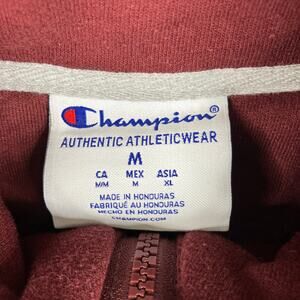 Champion®
AUTHENTIC ATHLETICWEAR
M
CA MEX ASIA
M/M M XL
MADE IN HONDURAS
FABRIQUÉ AU HONDURAS
HECHO EN HONDURAS
CHAMPION.COM